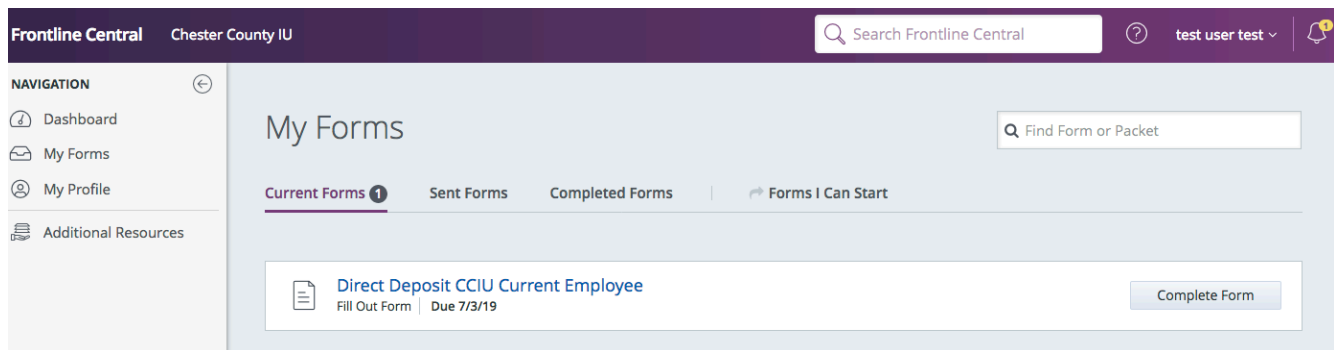 Frontline Central Chester County IU Search Frontline Central ? test user test 1
NAVIGATION
Dashboard
My Forms
My Profile
Additional Resources
My Forms
Find Form or Packet
Current Forms 1 Sent Forms Completed Forms Forms I Can Start
Direct Deposit CCIU Current Employee
Fill Out Form Due 7/3/19
Complete Form